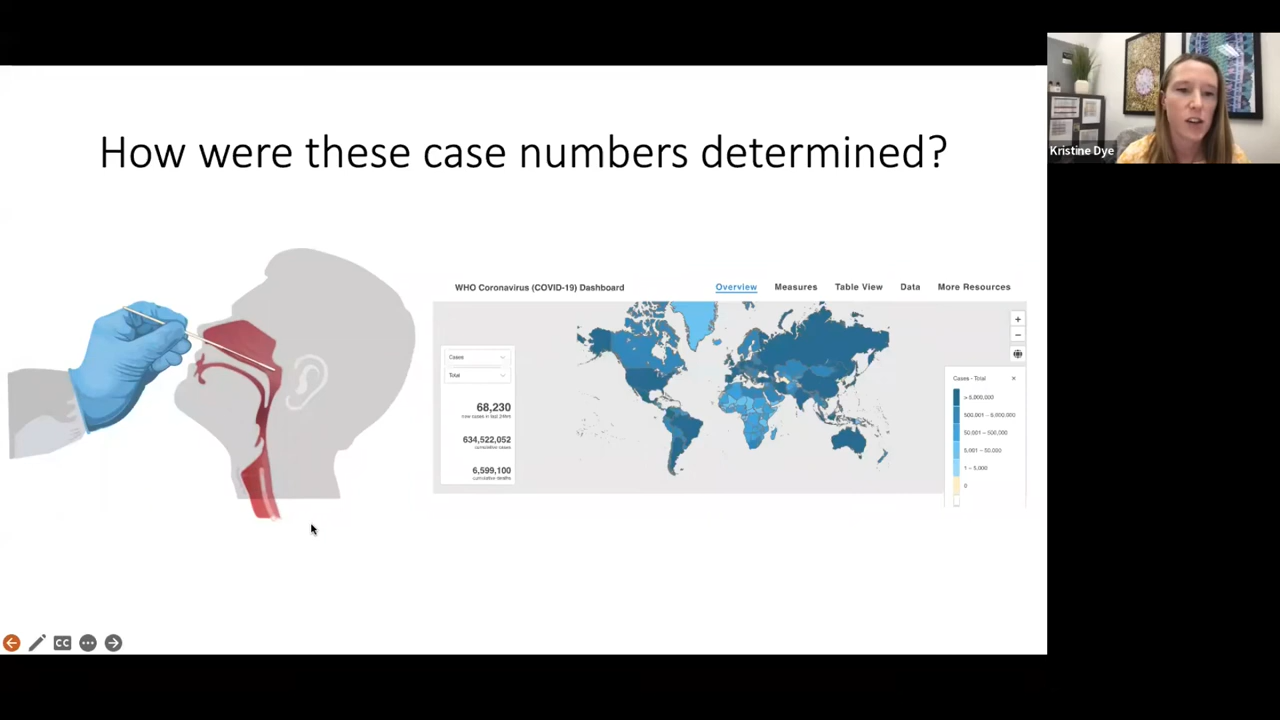 How were these case numbers determined?
Kristine Dye
WHO Coronavirus (COVID-19) Dashboard
Overview
Measures
Table View
Data
More Resources
Cases
Total
68,230
new cases in last 24hrs
634,522,052
cumulative cases
6,599,100
cumulative deaths
Cases - Total
> 5,000,000
500,001 – 5,000,000
50,001 – 500,000
5,001 – 50,000
1 – 5,000
0
CC